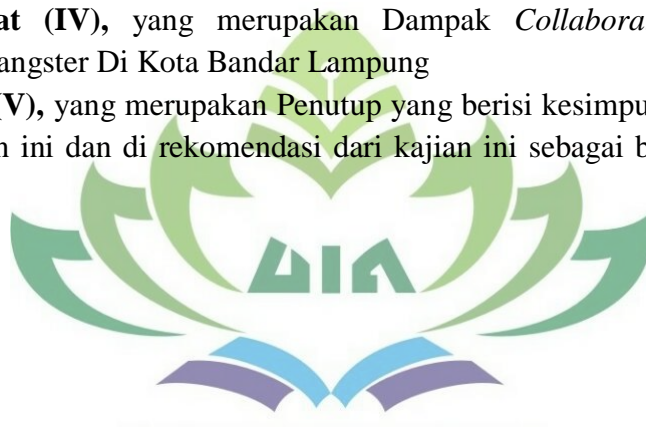 at (IV), yang merupakan Dampak Collabora
angster Di Kota Bandar Lampung
(V), yang merupakan Penutup yang berisi kesimpu
n ini dan di rekomendasi dari kajian ini sebagai b
UIN